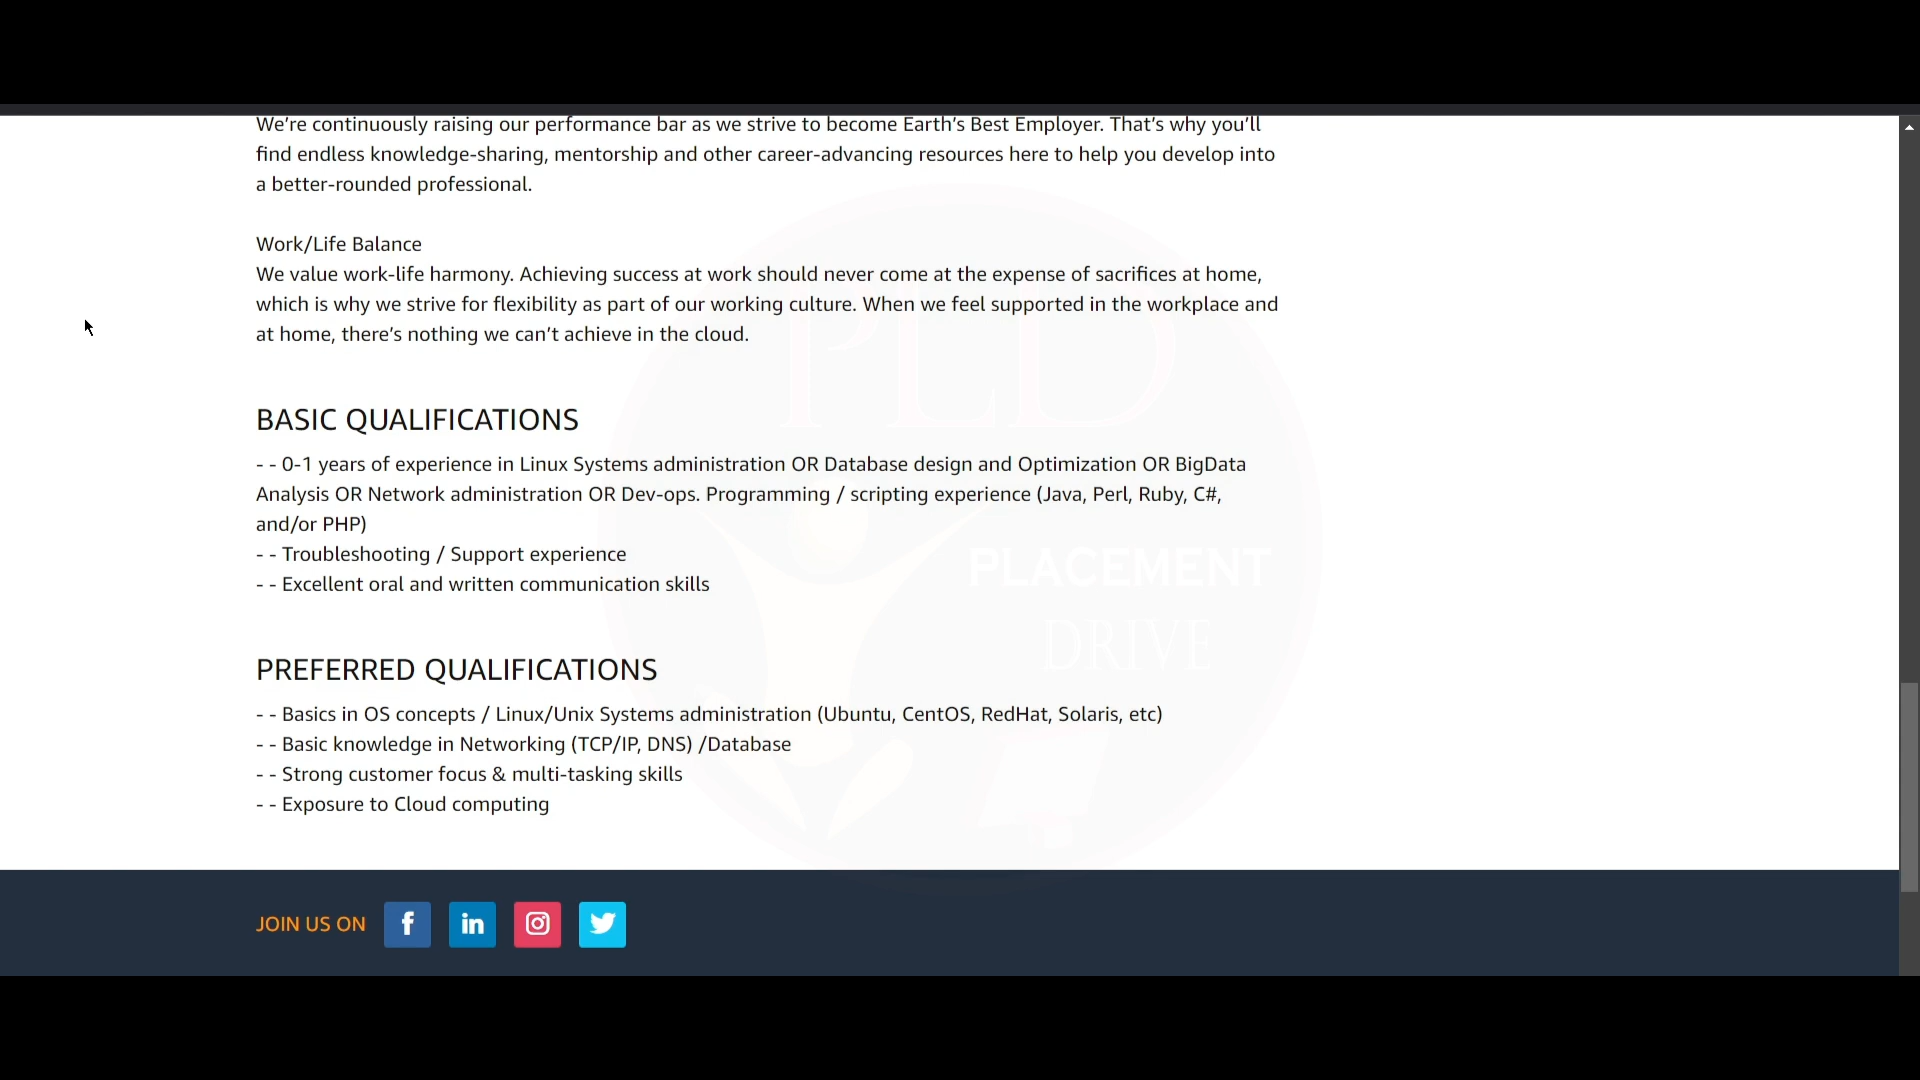 We’re continuously raising our performance bar as we strive to become Earth’s Best Employer. That’s why you’ll
find endless knowledge-sharing, mentorship and other career-advancing resources here to help you develop into
a better-rounded professional.
Work/Life Balance
We value work-life harmony. Achieving success at work should never come at the expense of sacrifices at home,
which is why we strive for flexibility as part of our working culture. When we feel supported in the workplace and
at home, there’s nothing we can’t achieve in the cloud.
PLD
BASIC QUALIFICATIONS
- - 0-1 years of experience in Linux Systems administration OR Database design and Optimization OR BigData
Analysis OR Network administration OR Dev-ops. Programming / scripting experience (Java, Perl, Ruby, C#,
and/or PHP)
- - Troubleshooting / Support experience
- - Excellent oral and written communication skills
PLACEMENT
DRIVE
PREFERRED QUALIFICATIONS
- - Basics in OS concepts / Linux/Unix Systems administration (Ubuntu, CentOS, RedHat, Solaris, etc)
- - Basic knowledge in Networking (TCP/IP, DNS) /Database
- - Strong customer focus & multi-tasking skills
- - Exposure to Cloud computing
JOIN US ON